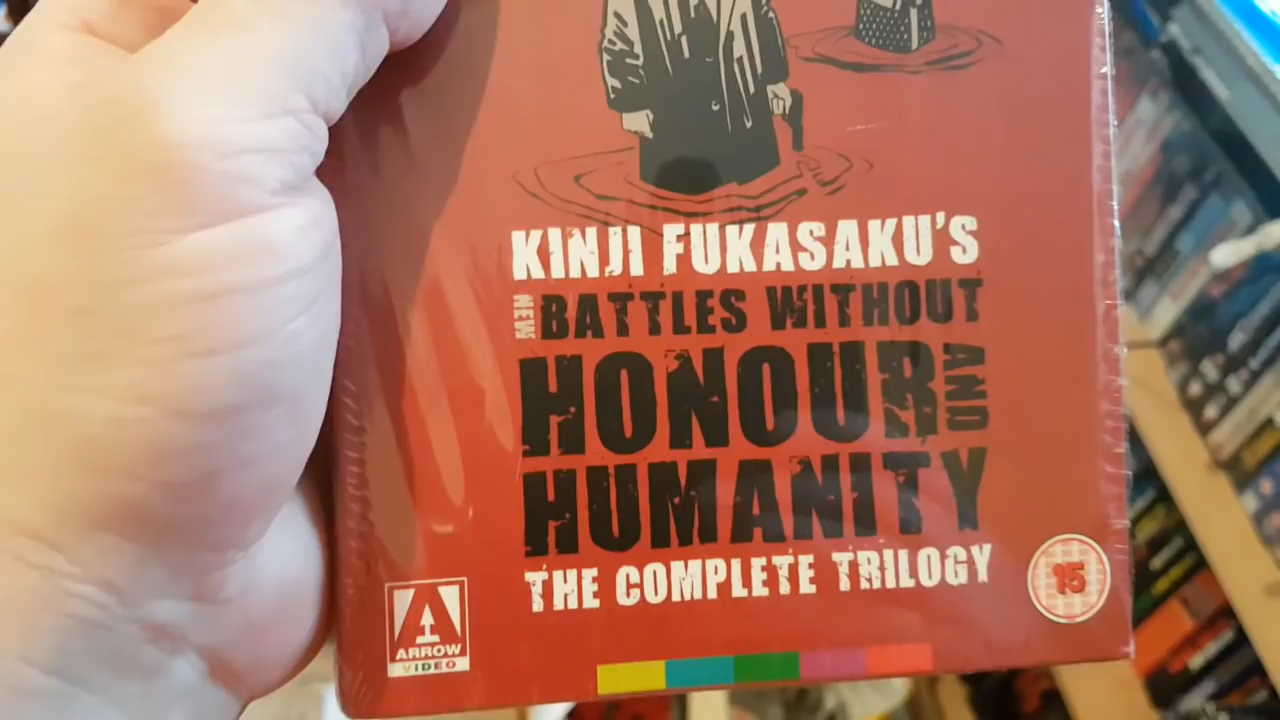 KINJI FUKASAKU'S
NEW BATTLES WITHOUT
HONOUR AND
HUMANITY
THE COMPLETE TRILOGY
15
ARROW
VIDEO